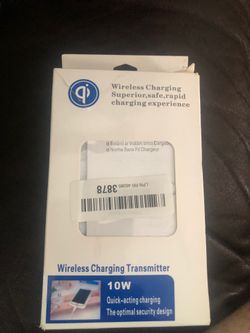 qi
Wireless Charging
Superior,safe,rapid
charging experience
3878
Wireless Charging Transmitter
10W
Quick-acting charging
The optimal security design